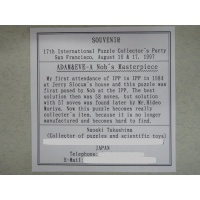 SOUVENIR
17th International Puzzle Collector's Party
San Francisco, August 16 & 17, 1997
ADAM&EVE-A Nob's Masterpiece
My first attendance of IPP is IPP in 1984
at Jerry Slocum's house and this puzzle was
first posed by Nob at the IPP. The best
solution then was 58 moves, but solution
with 57 moves was found later by Mr. Hideo
Moriya. Now this puzzle becomes really
collector's item, because it is no longer
manufactured and becomes hard to find.
Naoaki Takashima
(Collector of puzzles and scientific toys)
JAPAN
Telephone:
E-Mail: